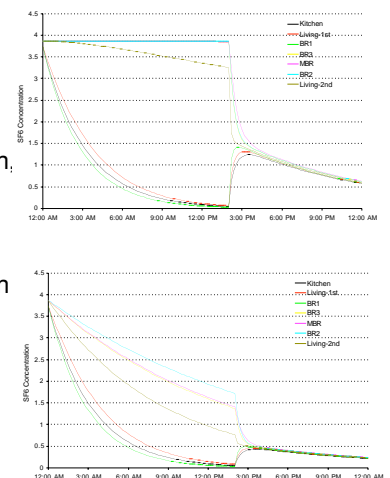 4.5
4
3.5
3
2.5
2
1.5
1
0.5
0
SF6 Concentration
12:00 AM 3:00 AM 6:00 AM 9:00 AM 12:00 PM 3:00 PM 6:00 PM 9:00 PM 12:00 AM
Kitchen
Living-1st
BR1
BR3
MBR
BR2
Living-2nd
4.5
4
3.5
3
2.5
2
1.5
1
0.5
0
SF6 Concentration
12:00 AM 3:00 AM 6:00 AM 9:00 AM 12:00 PM 3:00 PM 6:00 PM 9:00 PM 12:00 AM
Kitchen
Living-1st
BR1
BR3
MBR
BR2
Living-2nd